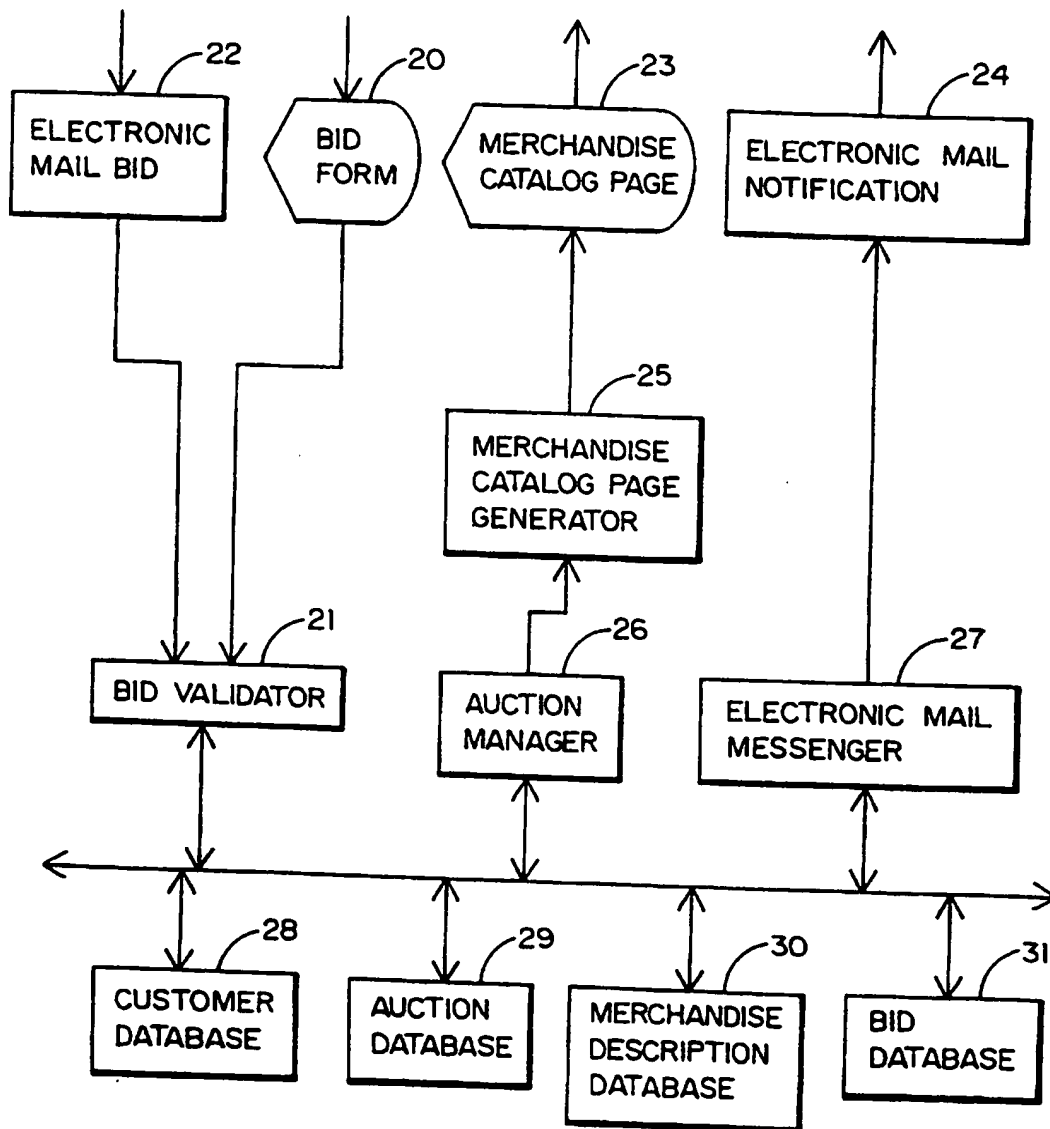 22
20
23
24
ELECTRONIC
MAIL BID
BID
FORM
MERCHANDISE
CATALOG PAGE
ELECTRONIC MAIL
NOTIFICATION
25
MERCHANDISE
CATALOG PAGE
GENERATOR
21
26
27
BID VALIDATOR
AUCTION
MANAGER
ELECTRONIC MAIL
MESSENGER
28
29
30
31
CUSTOMER
DATABASE
AUCTION
DATABASE
MERCHANDISE
DESCRIPTION
DATABASE
BID
DATABASE